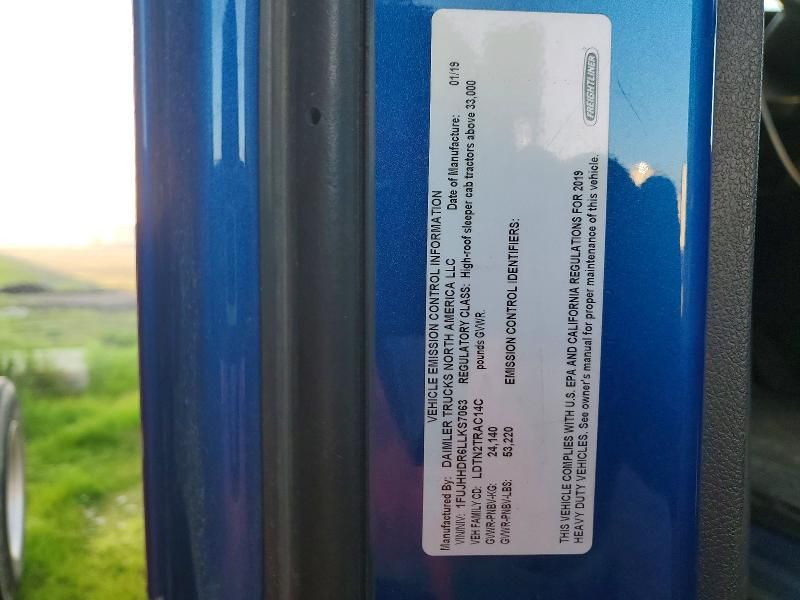 FREIGHTLINER
VEHICLE EMISSION CONTROL INFORMATION
Manufactured By: DAIMLER TRUCKS NORTH AMERICA LLC Date of Manufacture: 01/19
VIN/NIV: 1FUJHHDR6LLKS7063 REGULATORY CLASS: High-roof sleeper cab tractors above 33,000
VEH FAMILY CD: LDTN2TRAC14C pounds GVWR.
GVWR-PNBV-KG: 24,140
GVWR-PNBV-LBS: 53,220 EMISSION CONTROL IDENTIFIERS:
THIS VEHICLE COMPLIES WITH U.S. EPA AND CALIFORNIA REGULATIONS FOR 2019
HEAVY DUTY VEHICLES. See owner's manual for proper maintenance of this vehicle.